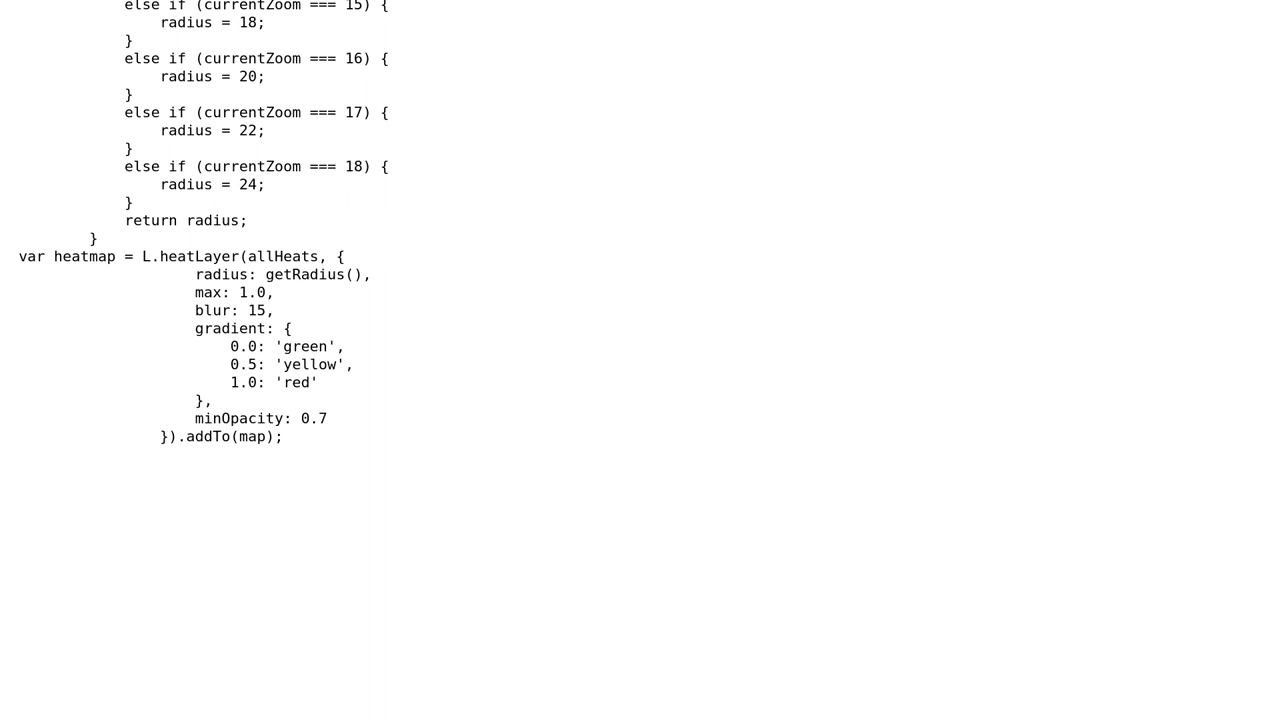 else if (currentZoom === 15) {
                radius = 18;
            }
            else if (currentZoom === 16) {
                radius = 20;
            }
            else if (currentZoom === 17) {
                radius = 22;
            }
            else if (currentZoom === 18) {
                radius = 24;
            }
            return radius;
        }
var heatmap = L.heatLayer(allHeats, {
                    radius: getRadius(),
                    max: 1.0,
                    blur: 15,
                    gradient: {
                        0.0: 'green',
                        0.5: 'yellow',
                        1.0: 'red'
                    },
                    minOpacity: 0.7
                }).addTo(map);